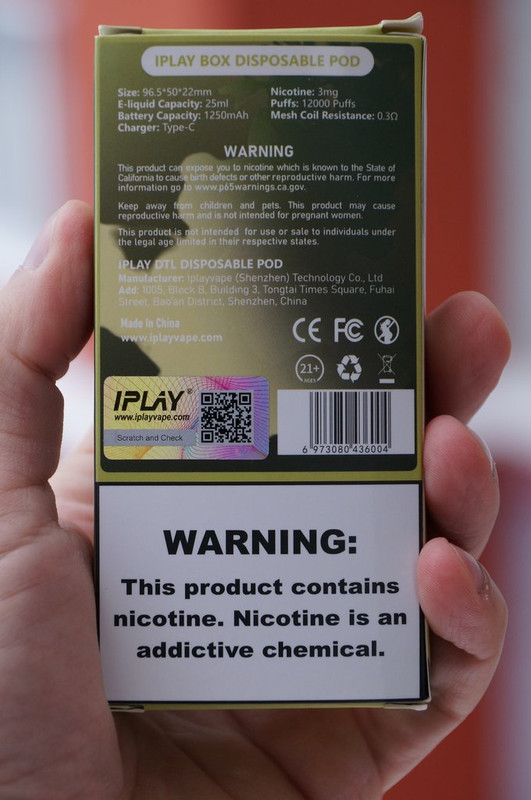 IPLAY BOX DISPOSABLE POD
Size: 96.5*50*22mm
E-liquid Capacity: 25ml
Battery Capacity: 1250mAh
Charger: Type-C
Nicotine: 3mg
Puffs: 12000 Puffs
Mesh Coil Resistance: 0.3Ω
WARNING
This product can expose you to nicotine which is known to the State of
California to cause birth defects or other reproductive harm. For more
information go to www.p65warnings.ca.gov.
Keep away from children and pets. This product may cause
reproductive harm and is not intended for pregnant women.
This product is not intended for use or sale to individuals under
the legal age limited in their respective states.
IPLAY DTL DISPOSABLE POD
Manufacturer: iplayvape (Shenzhen) Technology Co., Ltd
Add: 1605, Block B, Building 3, Tongtai Times Square, Fuhai
Street, Bao'an District, Shenzhen, China
Made in China
www.iplayvape.com
CE FC
21+
AGES
IPLAY®
www.iplayvape.com
Scratch and Check
6 973080 436004
WARNING:
This product contains
nicotine. Nicotine is an
addictive chemical.